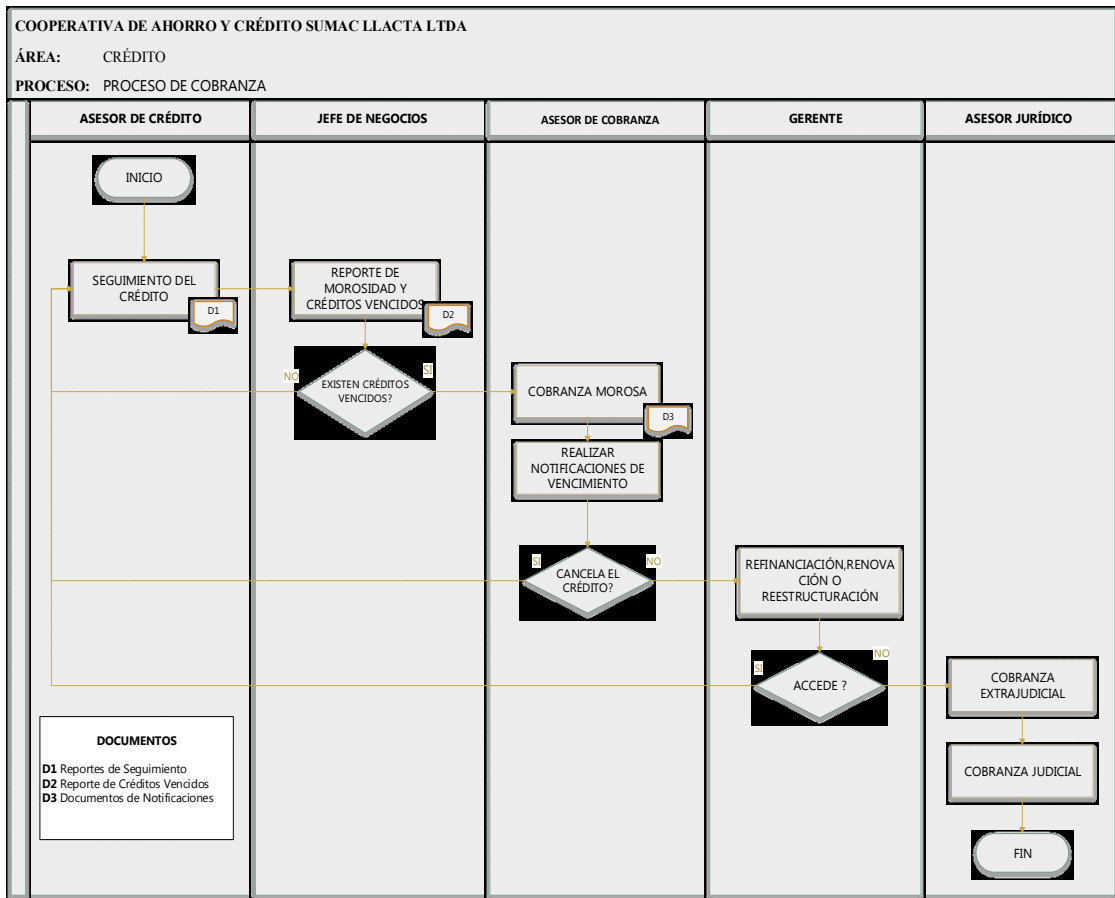 COOPERATIVA DE AHORRO Y CRÉDITO SUMAC LLACTA LTDA
ÁREA: CRÉDITO
PROCESO: PROCESO DE COBRANZA
ASESOR DE CRÉDITO
JEFE DE NEGOCIOS
ASESOR DE COBRANZA
GERENTE
ASESOR JURÍDICO
INICIO
SEGUIMIENTO DEL
CRÉDITO
D1
REPORTE DE
MOROSIDAD Y
CRÉDITOS VENCIDOS
D2
NO
EXISTEN CRÉDITOS
VENCIDOS?
SI
COBRANZA MOROSA
D3
REALIZAR
NOTIFICACIONES DE
VENCIMIENTO
SI
CANCELA EL
CRÉDITO?
NO
REFINANCIACIÓN,RENOVA
CIÓN O
REESTRUCTURACIÓN
SI
ACCEDE ?
NO
COBRANZA
EXTRAJUDICIAL
COBRANZA JUDICIAL
FIN
DOCUMENTOS
D1 Reportes de Seguimiento
D2 Reporte de Créditos Vencidos
D3 Documentos de Notificaciones